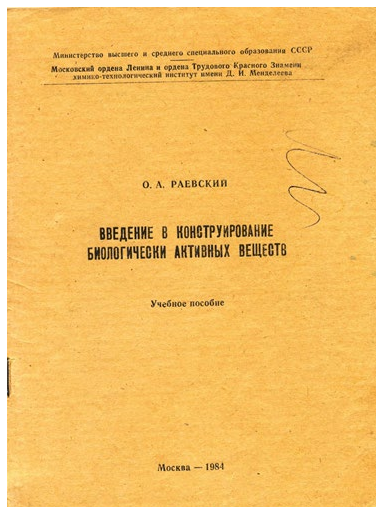 Министерство высшего и среднего специального образования СССР
Московский ордена Ленина и ордена Трудового Красного Знамени
химико-технологический институт имени Д. И. Менделеева
О. А. РАЕВСКИЙ
ВВЕДЕНИЕ В КОНСТРУИРОВАНИЕ
БИОЛОГИЧЕСКИ АКТИВНЫХ ВЕЩЕСТВ
Учебное пособие
Москва — 1984